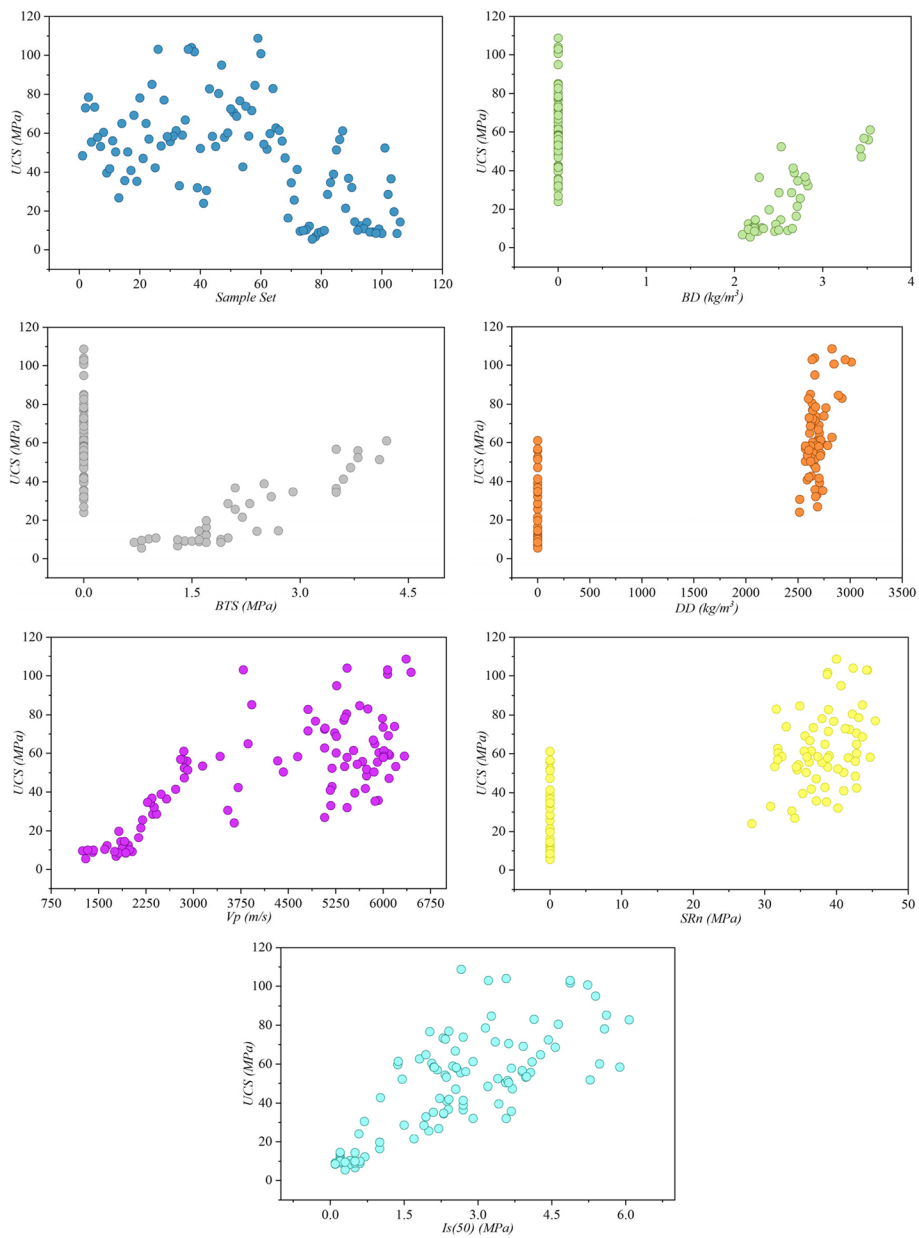 120
100
80
60
40
20
0
UCS (MPa)
0 20 40 60 80 100 120
Sample Set
120
100
80
60
40
20
0
UCS (MPa)
0 1 2 3 4
BD (kg/m³)
120
100
80
60
40
20
0
UCS (MPa)
0.0 1.5 3.0 4.5
BTS (MPa)
120
100
80
60
40
20
0
UCS (MPa)
0 500 1000 1500 2000 2500 3000 3500
DD (kg/m³)
120
100
80
60
40
20
0
UCS (MPa)
750 1500 2250 3000 3750 4500 5250 6000 6750
Vp (m/s)
120
100
80
60
40
20
0
UCS (MPa)
0 10 20 30 40 50
SRn (MPa)
120
100
80
60
40
20
0
UCS (MPa)
0.0 1.5 3.0 4.5 6.0
Is(50) (MPa)